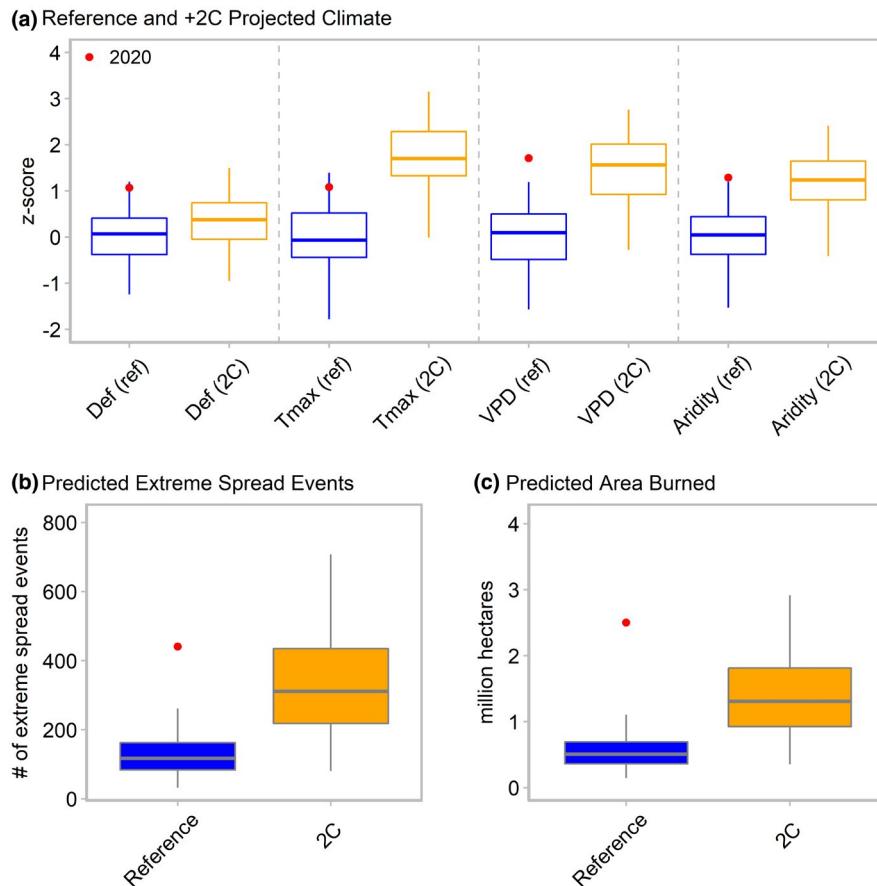 (a) Reference and +2C Projected Climate
4
2020
3
2
1
0
-1
-2
z-score
Def (ref)
Def (2C)
Tmax (ref)
Tmax (2C)
VPD (ref)
VPD (2C)
Aridity (ref)
Aridity (2C)
(b) Predicted Extreme Spread Events
800
600
400
200
0
# of extreme spread events
Reference
2C
(c) Predicted Area Burned
4
3
2
1
0
million hectares
Reference
2C